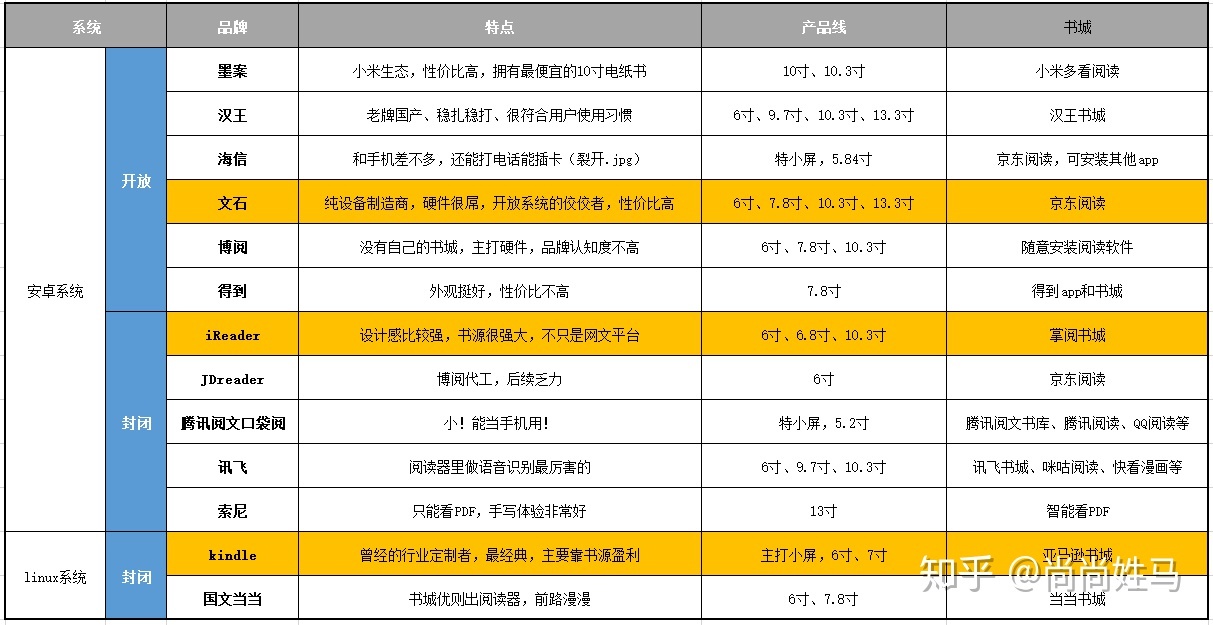 系统 品牌 特点 产品线 书城
墨案 小米生态，性价比高，拥有最便宜的10寸电纸书 10寸、10.3寸 小米多看阅读
汉王 老牌国产、稳扎稳打、很符合用户使用习惯 6寸、9.7寸、10.3寸、13.3寸 汉王书城
海信 和手机差不多，还能打电话能插卡（裂开.jpg） 特小屏，5.84寸 京东阅读，可安装其他app
开放
文石 纯设备制造商，硬件很屌，开放系统的佼佼者，性价比高 6寸、7.8寸、10.3寸、13.3寸 京东阅读
博阅 没有自己的书城，主打硬件，品牌认知度不高 6寸、7.8寸、10.3寸 随意安装阅读软件
安卓系统 得到 外观挺好，性价比不高 7.8寸 得到app和书城
iReader 设计感比较强，书源很强大，不只是网文平台 6寸、6.8寸、10.3寸 掌阅书城
JDreader 博阅代工，后续乏力 6寸 京东阅读
封闭 腾讯阅文口袋阅 小！能当手机用！ 特小屏，5.2寸 腾讯阅文书库、腾讯阅读、QQ阅读等
讯飞 阅读器里做语音识别最厉害的 6寸、9.7寸、10.3寸 讯飞书城、咪咕阅读、快看漫画等
索尼 只能看PDF，手写体验非常好 13寸 智能看PDF
kindle 曾经的行业定制者，最经典，主要靠书源盈利 主打小屏，6寸、7寸 亚马逊书城
linux系统 封闭
国文当当 书城优则出阅读器，前路漫漫 6寸、7.8寸 当当书城
知乎 @尚尚姓马